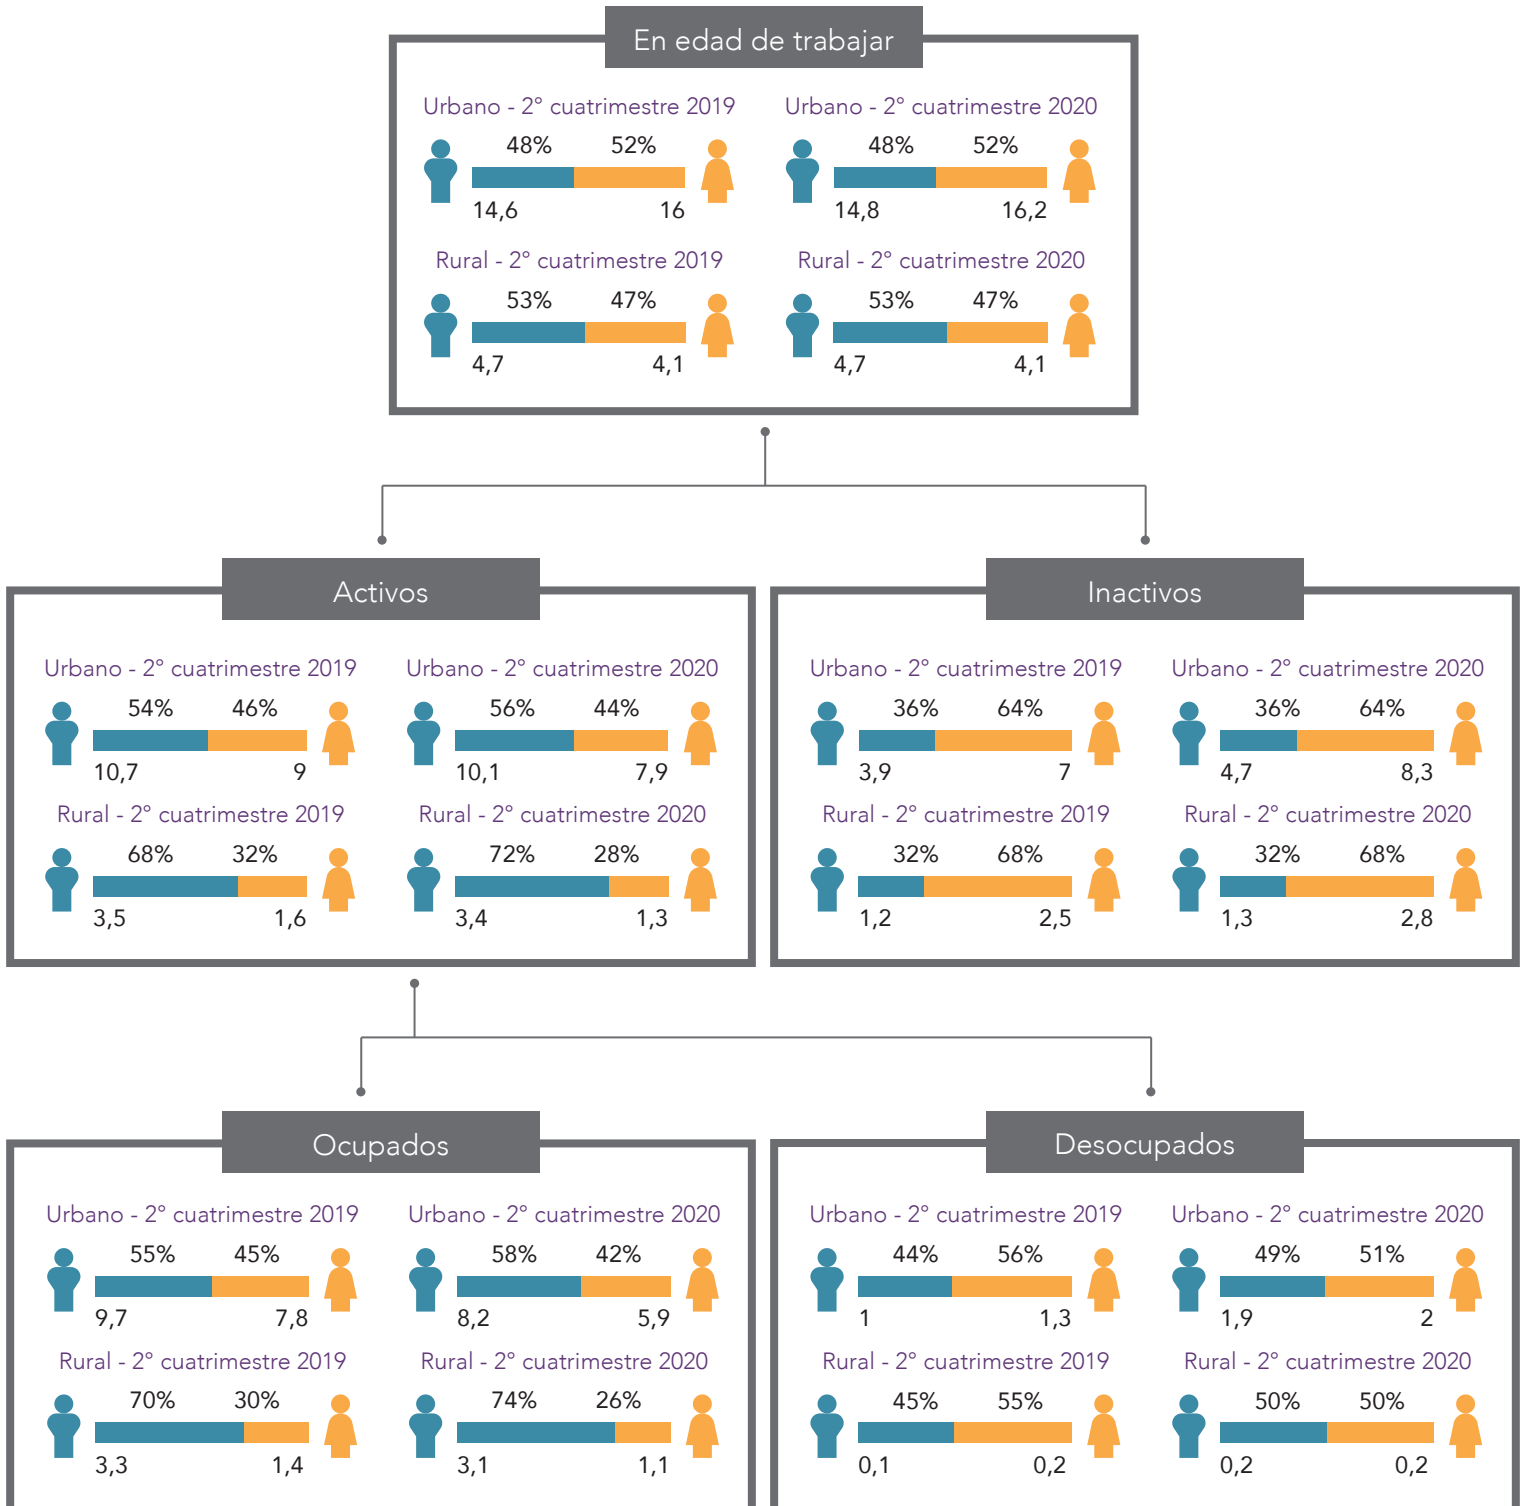 En edad de trabajar
Urbano - 2° cuatrimestre 2019
48% 52%
14,6 16
Urbano - 2° cuatrimestre 2020
48% 52%
14,8 16,2
Rural - 2° cuatrimestre 2019
53% 47%
4,7 4,1
Rural - 2° cuatrimestre 2020
53% 47%
4,7 4,1
Activos
Urbano - 2° cuatrimestre 2019
54% 46%
10,7 9
Urbano - 2° cuatrimestre 2020
56% 44%
10,1 7,9
Rural - 2° cuatrimestre 2019
68% 32%
3,5 1,6
Rural - 2° cuatrimestre 2020
72% 28%
3,4 1,3
Inactivos
Urbano - 2° cuatrimestre 2019
36% 64%
3,9 7
Urbano - 2° cuatrimestre 2020
36% 64%
4,7 8,3
Rural - 2° cuatrimestre 2019
32% 68%
1,2 2,5
Rural - 2° cuatrimestre 2020
32% 68%
1,3 2,8
Ocupados
Urbano - 2° cuatrimestre 2019
55% 45%
9,7 7,8
Urbano - 2° cuatrimestre 2020
58% 42%
8,2 5,9
Rural - 2° cuatrimestre 2019
70% 30%
3,3 1,4
Rural - 2° cuatrimestre 2020
74% 26%
3,1 1,1
Desocupados
Urbano - 2° cuatrimestre 2019
44% 56%
1 1,3
Urbano - 2° cuatrimestre 2020
49% 51%
1,9 2
Rural - 2° cuatrimestre 2019
45% 55%
0,1 0,2
Rural - 2° cuatrimestre 2020
50% 50%
0,2 0,2